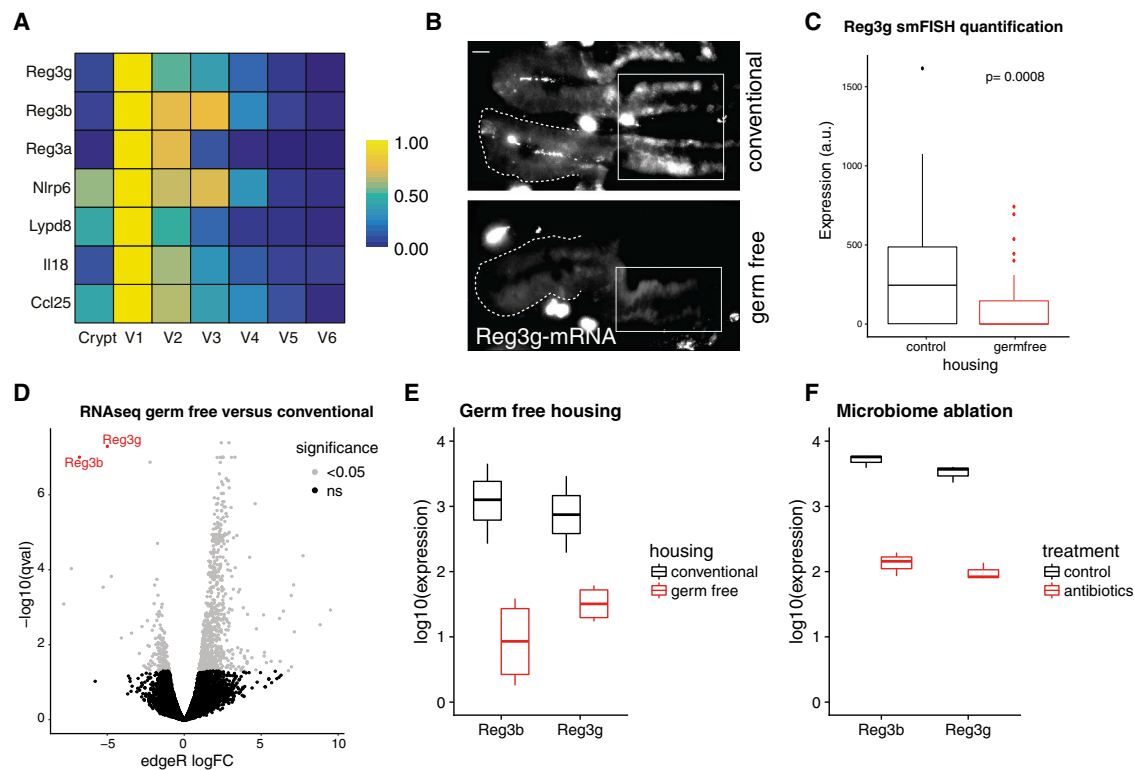 A
Reg3g
Reg3b
Reg3a
Nlrp6
Lypd8
Il18
Ccl25
Crypt V1 V2 V3 V4 V5 V6
1.00
0.50
0.00
B
conventional
germ free
Reg3g-mRNA
C
Reg3g smFISH quantification
p= 0.0008
Expression (a.u.)
1500
1000
500
0
control germfree
housing
D
RNAseq germ free versus conventional
Reg3g
Reg3b
significance
<0.05
ns
−log10(qval)
6
4
2
0
−5 0 5 10
edgeR logFC
E
Germ free housing
log10(expression)
4
3
2
1
0
Reg3b Reg3g
housing
conventional
germ free
F
Microbiome ablation
log10(expression)
4
3
2
1
0
Reg3b Reg3g
treatment
control
antibiotics